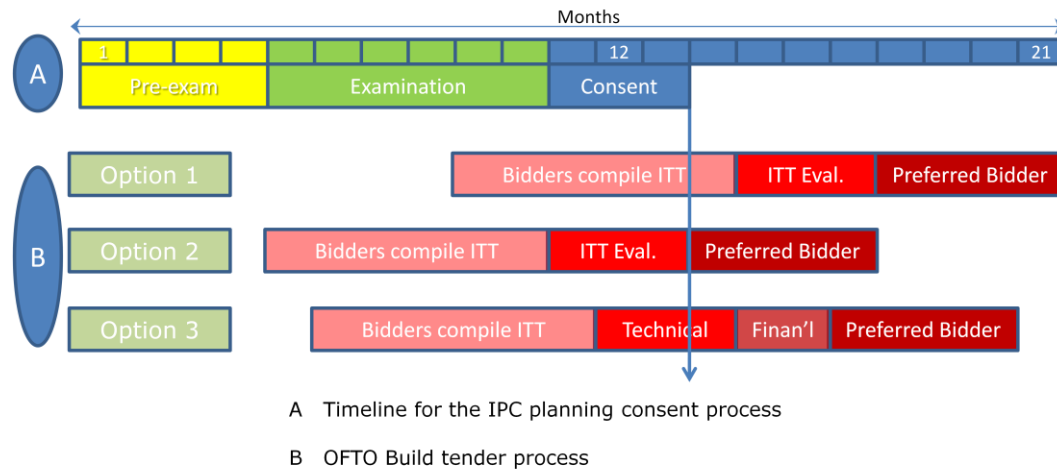 Months
1 12 21
A
Pre-exam Examination Consent
Option 1 Bidders compile ITT ITT Eval. Preferred Bidder
B
Option 2 Bidders compile ITT ITT Eval. Preferred Bidder
Option 3 Bidders compile ITT Technical Finan'l Preferred Bidder
A Timeline for the IPC planning consent process
B OFTO Build tender process